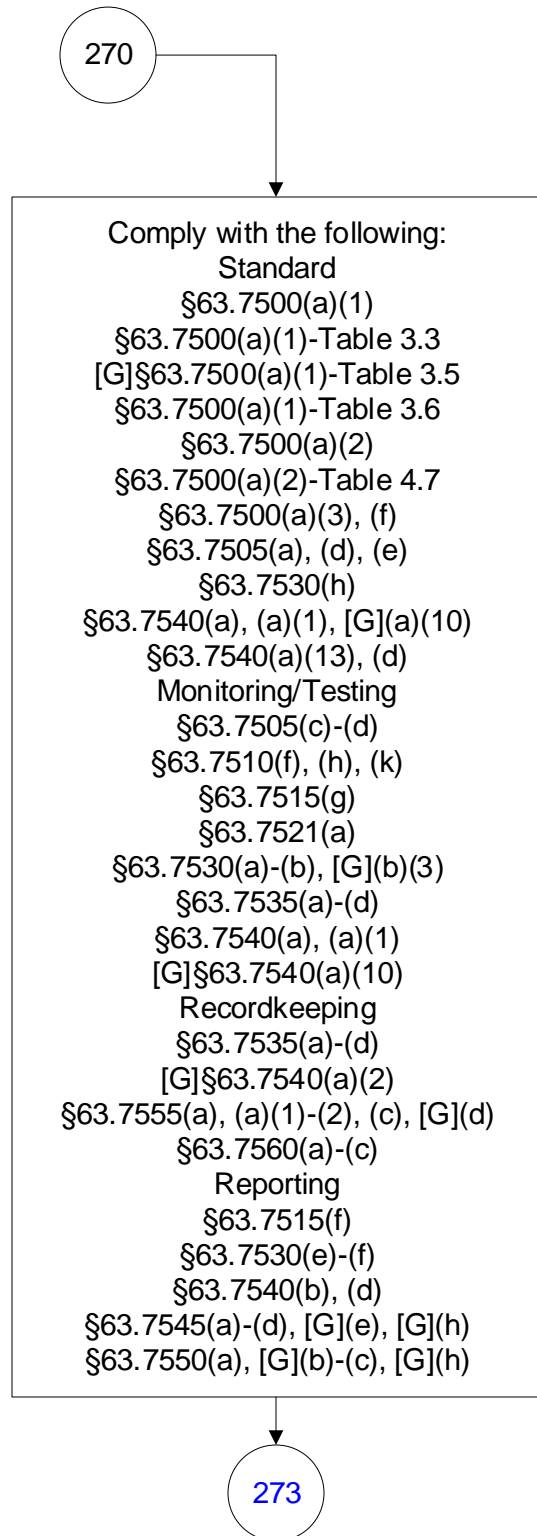 270
Comply with the following:
Standard
§63.7500(a)(1)
§63.7500(a)(1)-Table 3.3
[G]§63.7500(a)(1)-Table 3.5
§63.7500(a)(1)-Table 3.6
§63.7500(a)(2)
§63.7500(a)(2)-Table 4.7
§63.7500(a)(3), (f)
§63.7505(a), (d), (e)
§63.7530(h)
§63.7540(a), (a)(1), [G](a)(10)
§63.7540(a)(13), (d)
Monitoring/Testing
§63.7505(c)-(d)
§63.7510(f), (h), (k)
§63.7515(g)
§63.7521(a)
§63.7530(a)-(b), [G](b)(3)
§63.7535(a)-(d)
§63.7540(a), (a)(1)
[G]§63.7540(a)(10)
Recordkeeping
§63.7535(a)-(d)
[G]§63.7540(a)(2)
§63.7555(a), (a)(1)-(2), (c), [G](d)
§63.7560(a)-(c)
Reporting
§63.7515(f)
§63.7530(e)-(f)
§63.7540(b), (d)
§63.7545(a)-(d), [G](e), [G](h)
§63.7550(a), [G](b)-(c), [G](h)
273